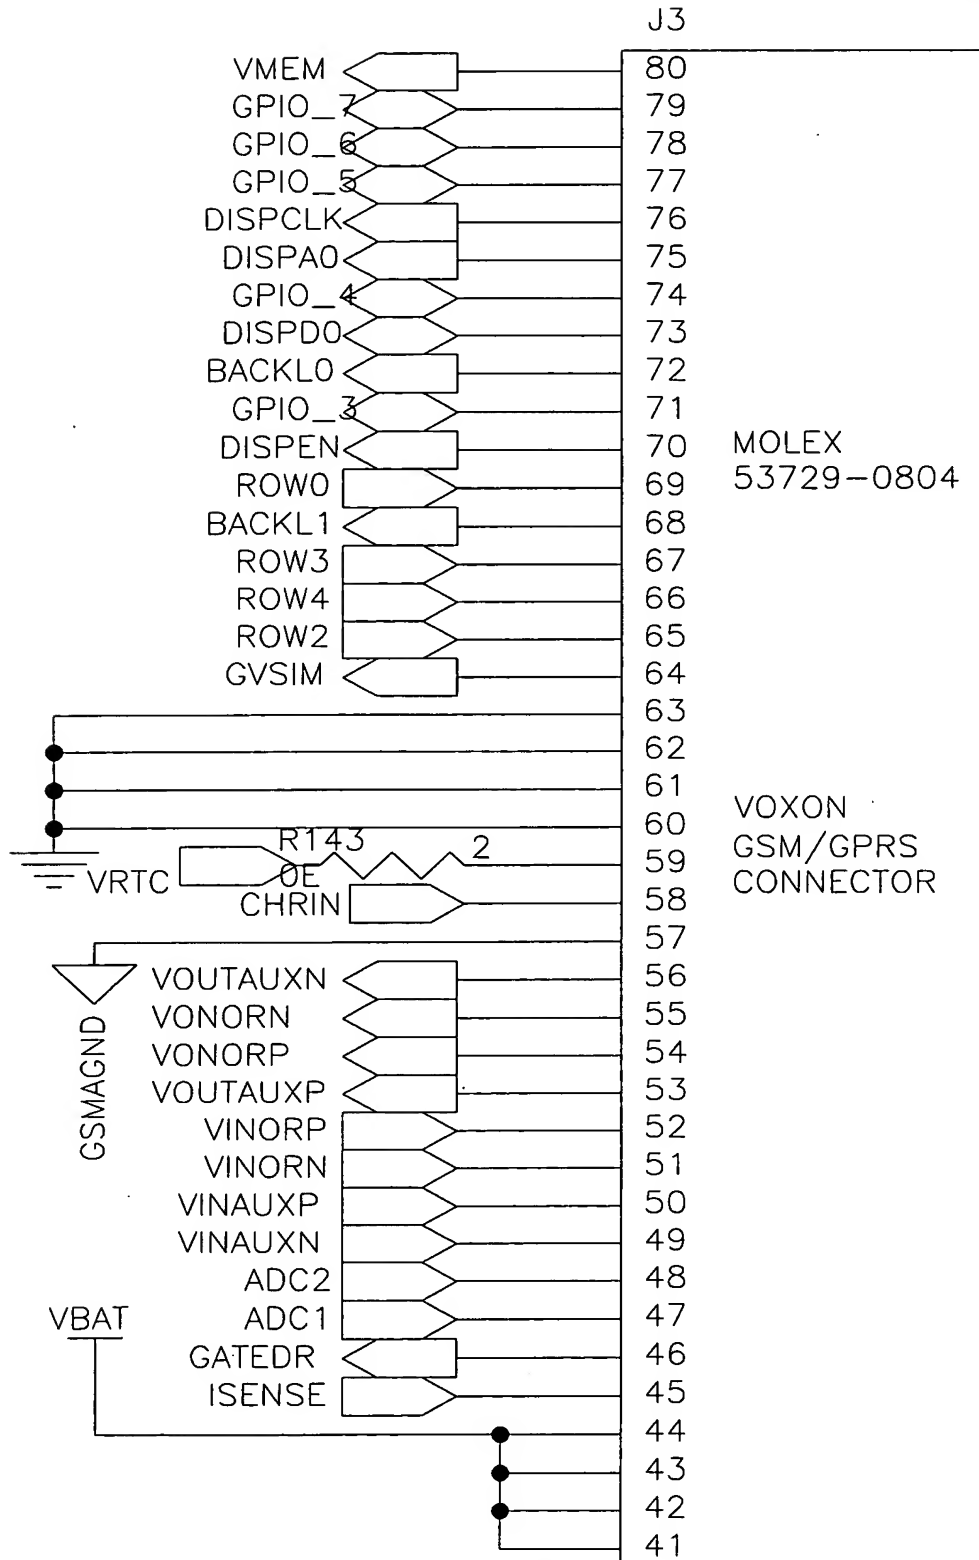 J3
VMEM 80
GPIO_7 79
GPIO_6 78
GPIO_5 77
DISPCLK 76
DISPA0 75
GPIO_4 74
DISPD0 73
BACKL0 72
GPIO_3 71
DISPEN 70
MOLEX
53729-0804
ROW0 69
BACKL1 68
ROW3 67
ROW4 66
ROW2 65
GVSIM 64
63
62
61
60
VOXON
GSM/GPRS
CONNECTOR
R143 2
VRTC 0E 59
CHRIN 58
57
GSMAGND
VOUTAUXN 56
VONORN 55
VONORP 54
VOUTAUXP 53
VINORP 52
VINORN 51
VINAUXP 50
VINAUXN 49
ADC2 48
VBAT
ADC1 47
GATEDR 46
ISENSE 45
44
43
42
41